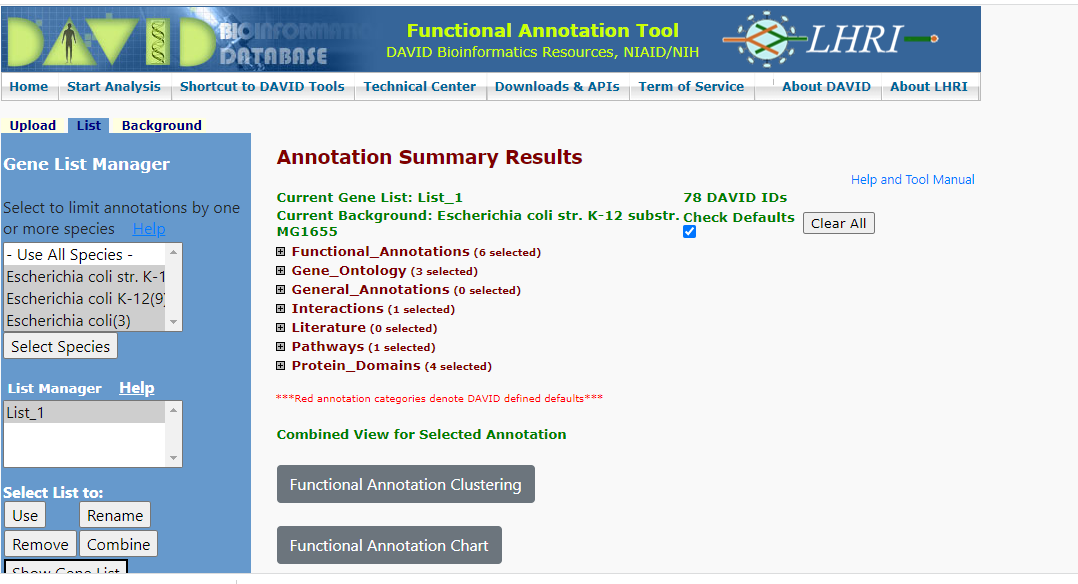 DAVID BIOINFORMATICS
DATABASE
Functional Annotation Tool
DAVID Bioinformatics Resources, NIAID/NIH
LHRI
Home Start Analysis Shortcut to DAVID Tools Technical Center Downloads & APIs Term of Service About DAVID About LHRI
Upload List Background
Gene List Manager
Select to limit annotations by one
or more species Help
- Use All Species -
Escherichia coli str. K-1
Escherichia coli K-12(9)
Escherichia coli(3)
Select Species
List Manager Help
List_1
Select List to:
Use Rename
Remove Combine
Show Gene List
Annotation Summary Results
Help and Tool Manual
Current Gene List: List_1 78 DAVID IDs
Current Background: Escherichia coli str. K-12 substr. Check Defaults Clear All
MG1655
Functional_Annotations (6 selected)
Gene_Ontology (3 selected)
General_Annotations (0 selected)
Interactions (1 selected)
Literature (0 selected)
Pathways (1 selected)
Protein_Domains (4 selected)
***Red annotation categories denote DAVID defined defaults***
Combined View for Selected Annotation
Functional Annotation Clustering
Functional Annotation Chart